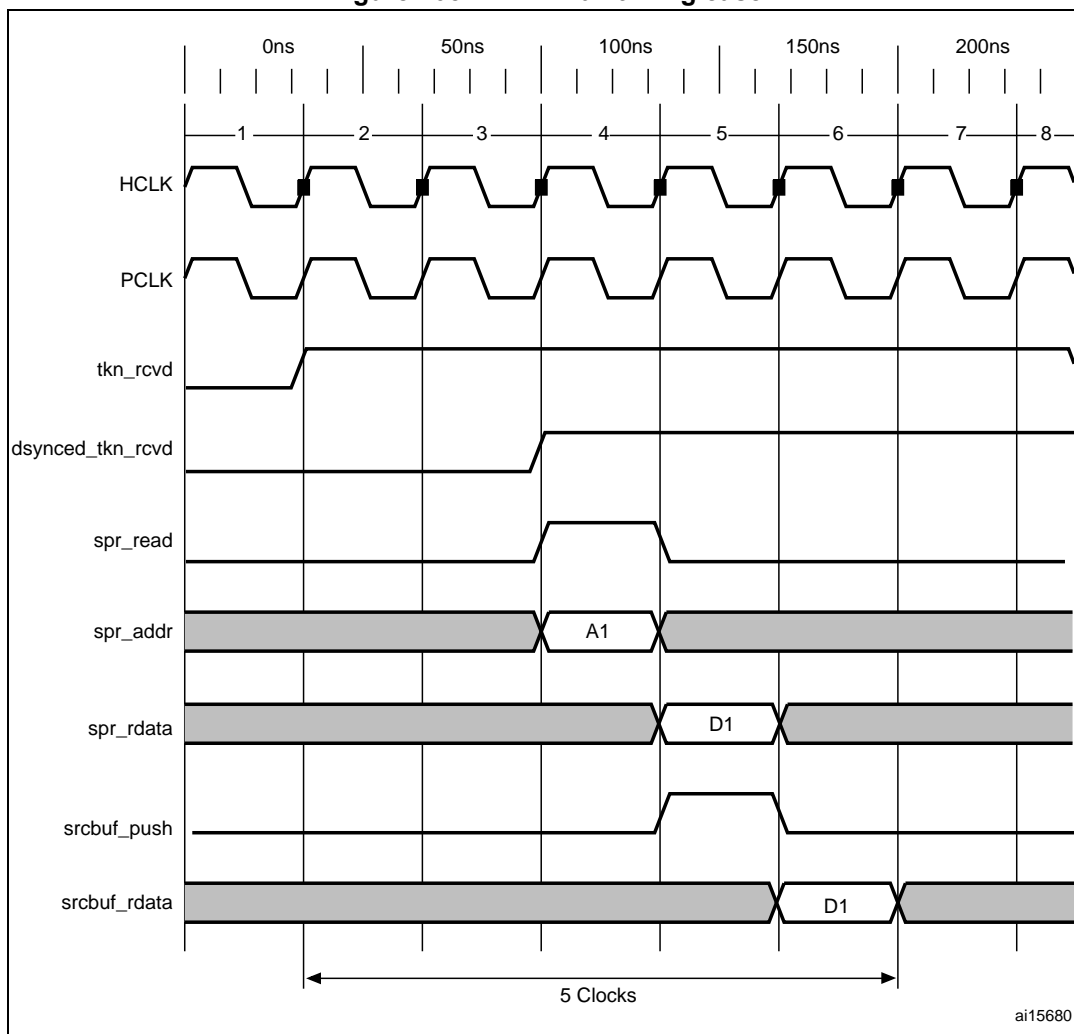 0ns 50ns 100ns 150ns 200ns
1 2 3 4 5 6 7 8
HCLK
PCLK
tkn_rcvd
dsynced_tkn_rcvd
spr_read
spr_addr A1
spr_rdata D1
srcbuf_push
srcbuf_rdata D1
5 Clocks
ai15680